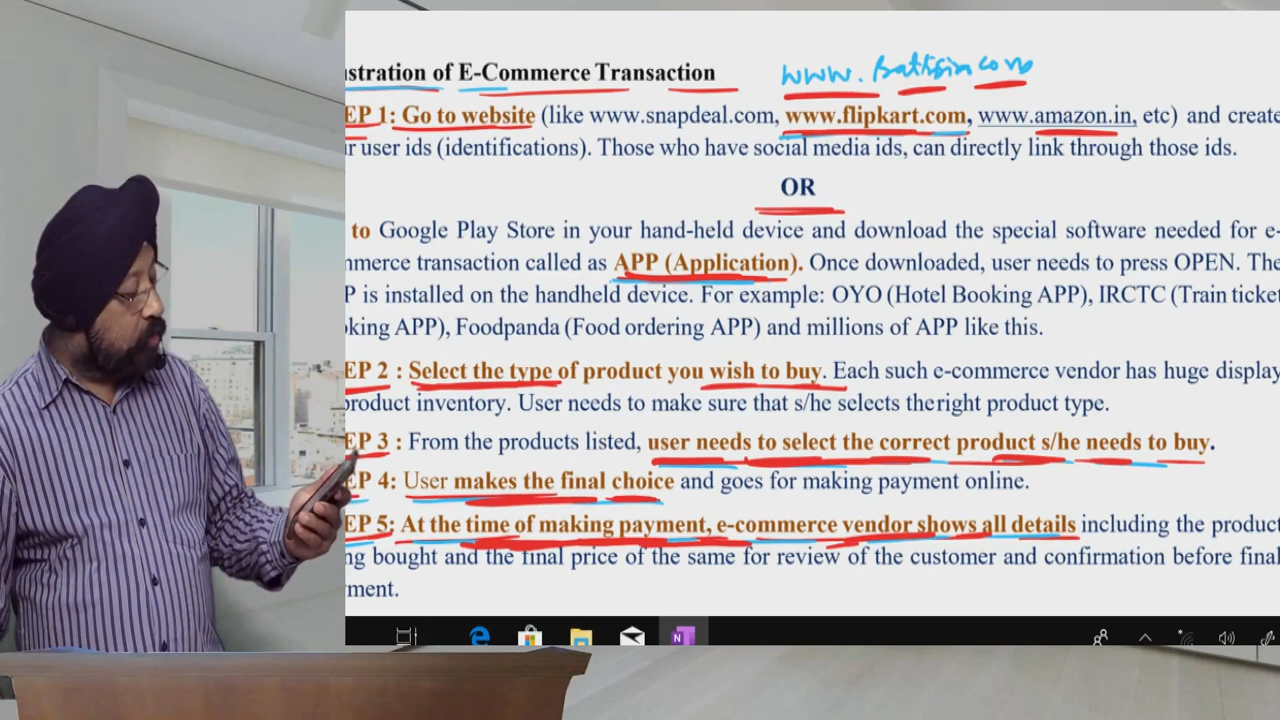 stration of E-Commerce Transaction
EP 1: Go to website (like www.snapdeal.com, www.flipkart.com, www.amazon.in, etc) and create
r user ids (identifications). Those who have social media ids, can directly link through those ids.
OR
to Google Play Store in your hand-held device and download the special software needed for e-
mmerce transaction called as APP (Application). Once downloaded, user needs to press OPEN. The
P is installed on the handheld device. For example: OYO (Hotel Booking APP), IRCTC (Train ticket
king APP), Foodpanda (Food ordering APP) and millions of APP like this.
EP 2 : Select the type of product you wish to buy. Each such e-commerce vendor has huge display
product inventory. User needs to make sure that s/he selects theright product type.
EP 3 : From the products listed, user needs to select the correct product s/he needs to buy.
EP 4: User makes the final choice and goes for making payment online.
EP 5: At the time of making payment, e-commerce vendor shows all details including the product
ng bought and the final price of the same for review of the customer and confirmation before final
ment.